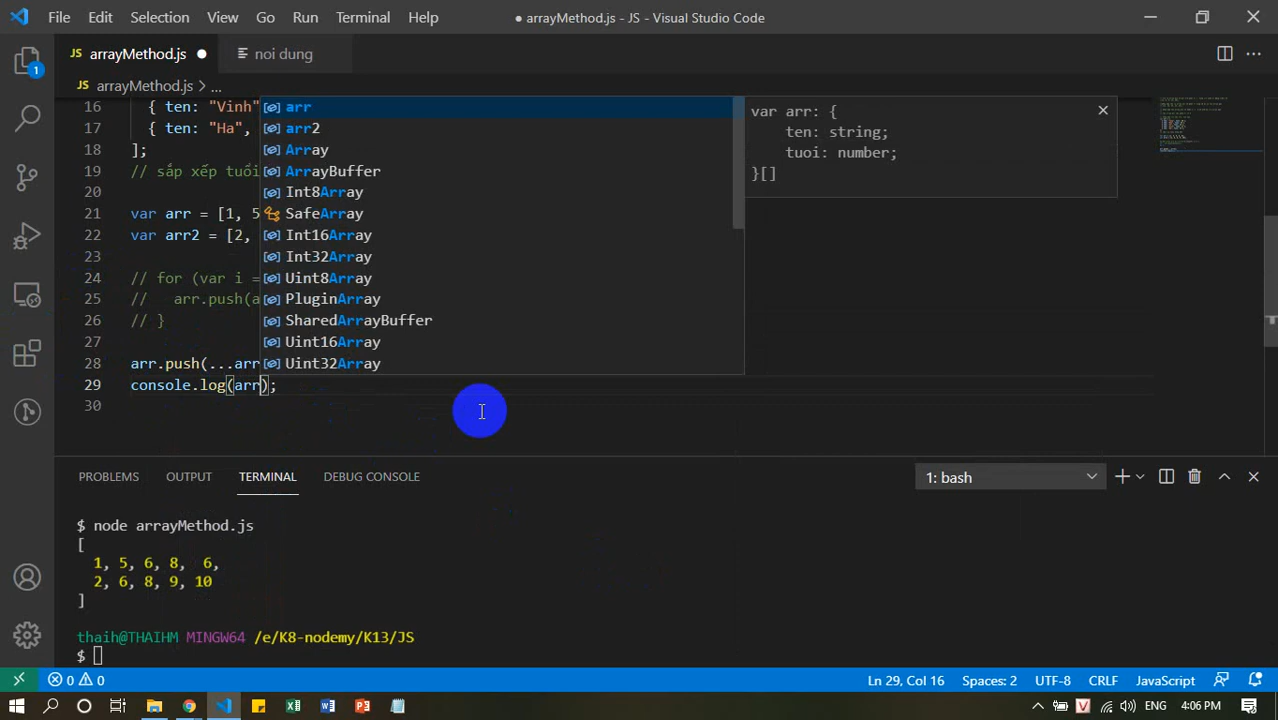 File Edit Selection View Go Run Terminal Help
● arrayMethod.js - JS - Visual Studio Code
JS arrayMethod.js ●
noi dung
JS arrayMethod.js > ...
16 { ten: "Vinh"
17 { ten: "Ha",
18 ];
19 // sắp xếp tuổi
20
21 var arr = [1, 5
22 var arr2 = [2,
23
24 // for (var i =
25 // arr.push(a
26 // }
27
28 arr.push(...arr
29 console.log(arr);
30
arr
arr2
Array
ArrayBuffer
Int8Array
SafeArray
Int16Array
Int32Array
Uint8Array
PluginArray
SharedArrayBuffer
Uint16Array
Uint32Array
var arr: {
ten: string;
tuoi: number;
}[]
1
PROBLEMS OUTPUT TERMINAL DEBUG CONSOLE
1: bash
$ node arrayMethod.js
[
1, 5, 6, 8, 6,
2, 6, 8, 9, 10
]
thaih@THAIHM MINGW64 /e/K8-nodemy/K13/JS
$
0 0
Ln 29, Col 16 Spaces: 2 UTF-8 CRLF JavaScript
V ENG 4:06 PM